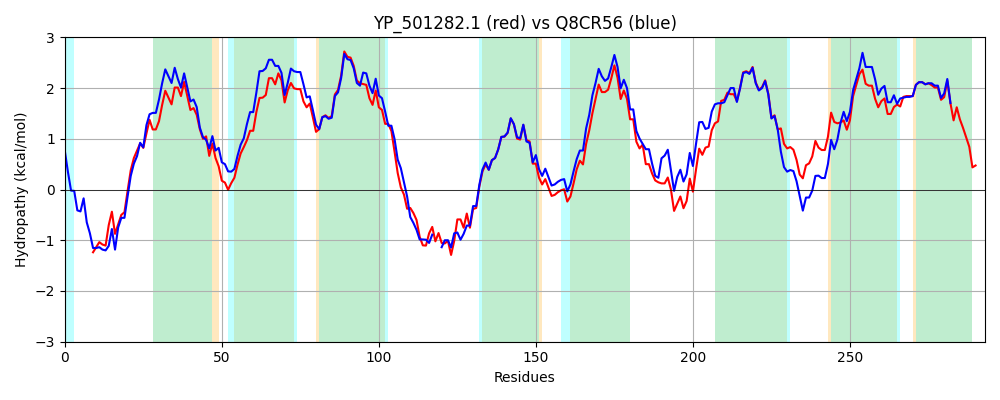 YP_501282.1 (red) vs Q8CR56 (blue)
Hydropathy (kcal/mol)
3
2
1
0
−1
−2
−3
0 50 100 150 200 250
Residues